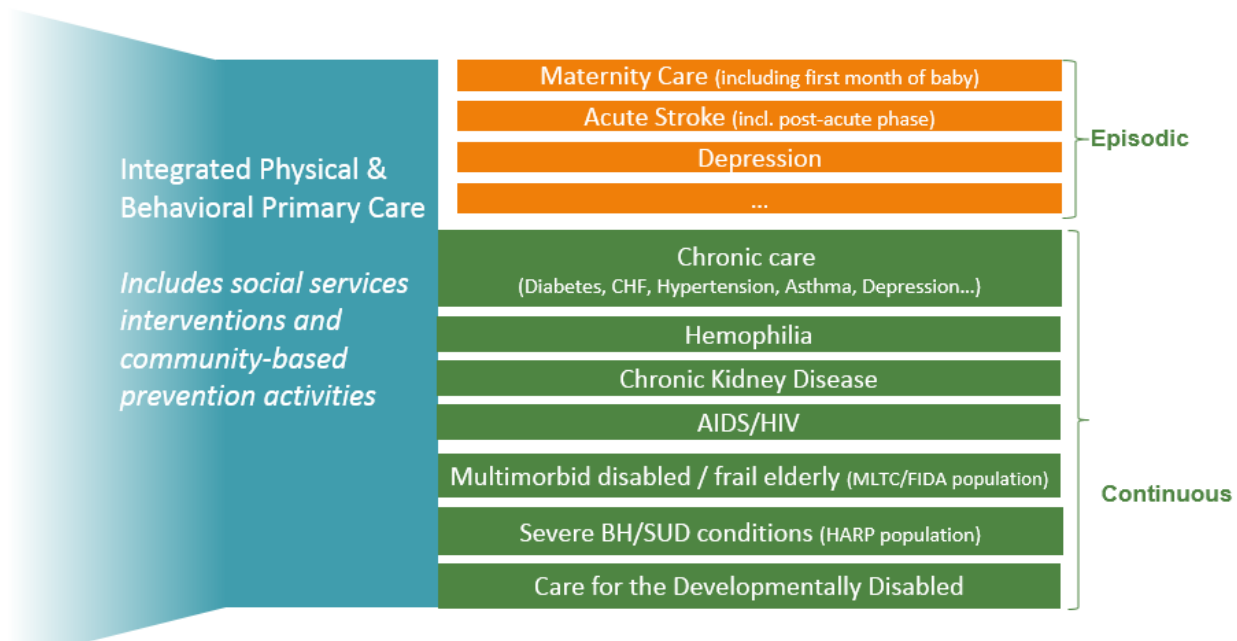 Integrated Physical &
Behavioral Primary Care
Includes social services
interventions and
community-based
prevention activities
Maternity Care (including first month of baby)
Acute Stroke (incl. post-acute phase)
Depression
...
Episodic
Chronic care
(Diabetes, CHF, Hypertension, Asthma, Depression...)
Hemophilia
Chronic Kidney Disease
AIDS/HIV
Multimorbid disabled / frail elderly (MLTC/FIDA population)
Severe BH/SUD conditions (HARP population)
Care for the Developmentally Disabled
Continuous